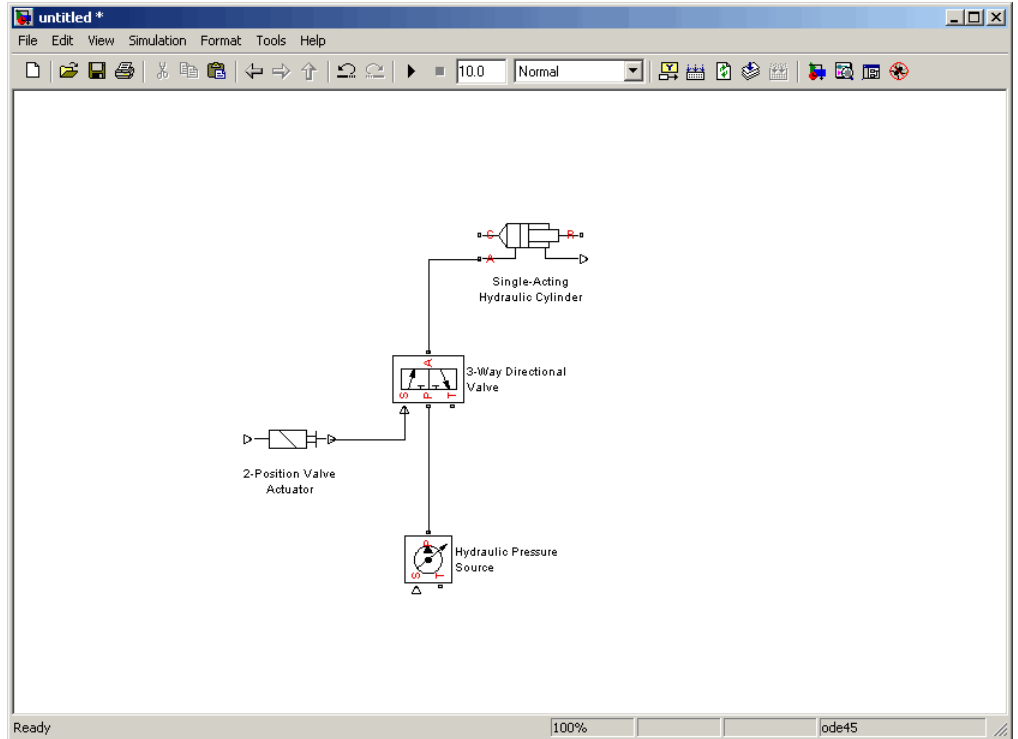 untitled *
File Edit View Simulation Format Tools Help
10.0 Normal
C R
A
Single-Acting
Hydraulic Cylinder
A
3-Way Directional
Valve
S P T
2-Position Valve
Actuator
P
Hydraulic Pressure
Source
S T
Ready 100% ode45